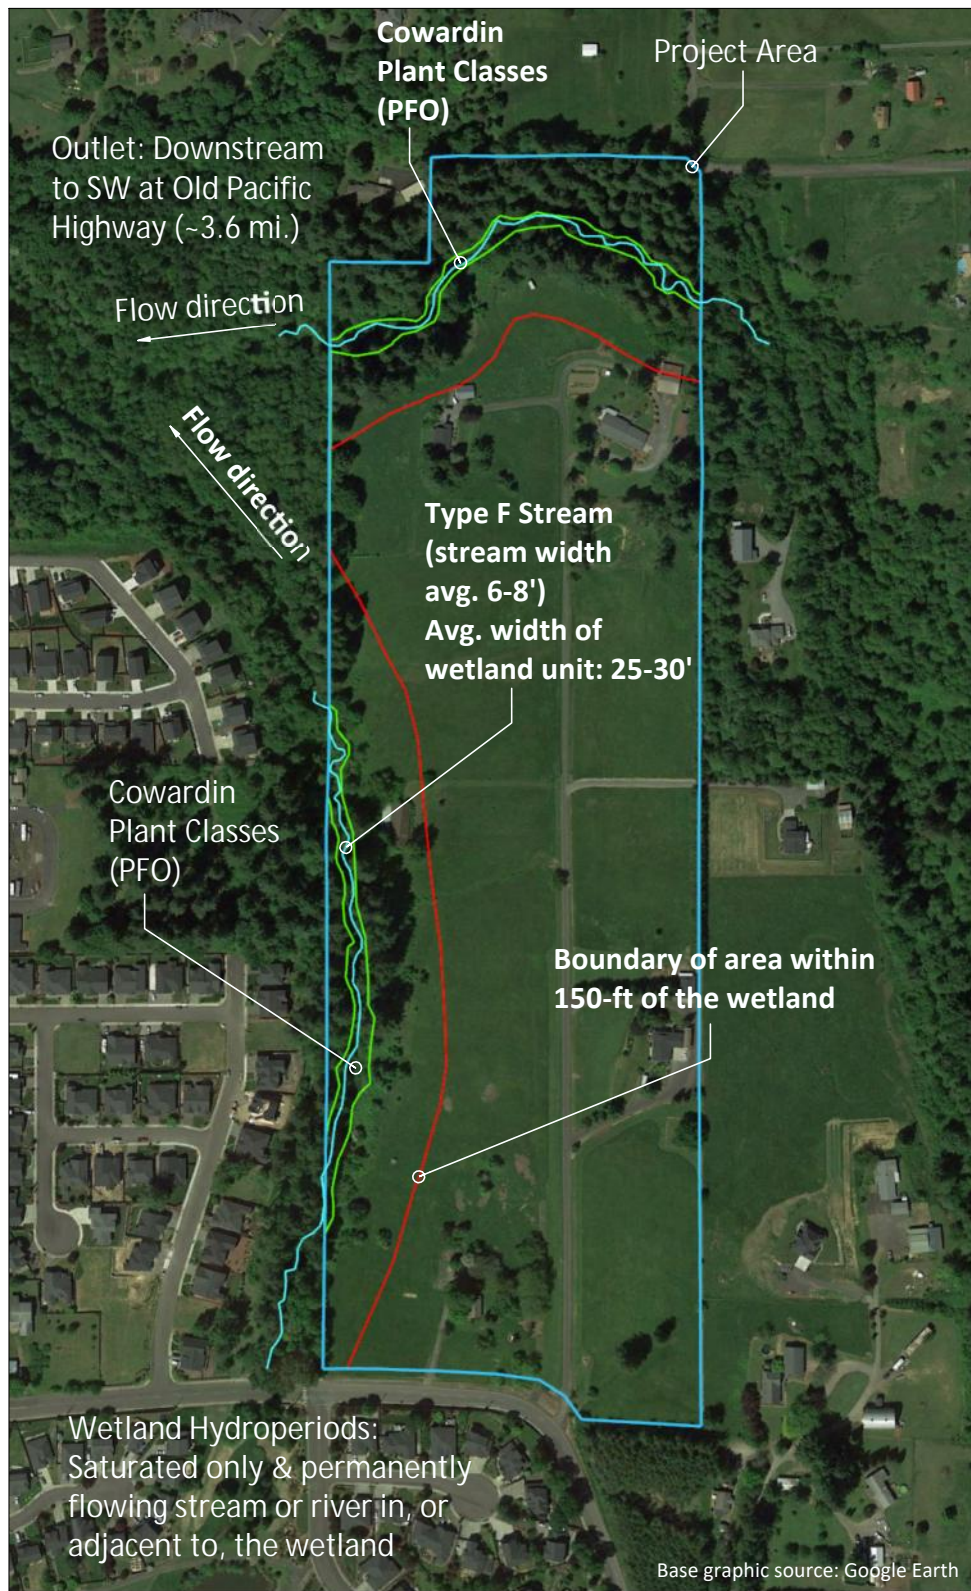 Cowardin
Plant Classes
(PFO)
Project Area
Outlet: Downstream
to SW at Old Pacific
Highway (~3.6 mi.)
Flow direction
Flow direction
Type F Stream
(stream width
avg. 6-8')
Avg. width of
wetland unit: 25-30'
Cowardin
Plant Classes
(PFO)
Boundary of area within
150-ft of the wetland
Wetland Hydroperiods:
Saturated only & permanently
flowing stream or river in, or
adjacent to, the wetland
Base graphic source: Google Earth